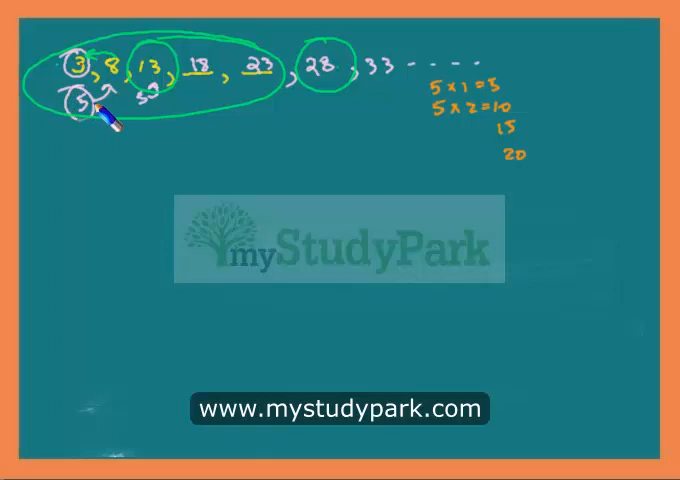 3, 8, 13, 18, 23, 28, 33 - - - - -
5 5
5 x 1 = 5
5 x 2 = 10
15
20
myStudyPark
www.mystudypark.com